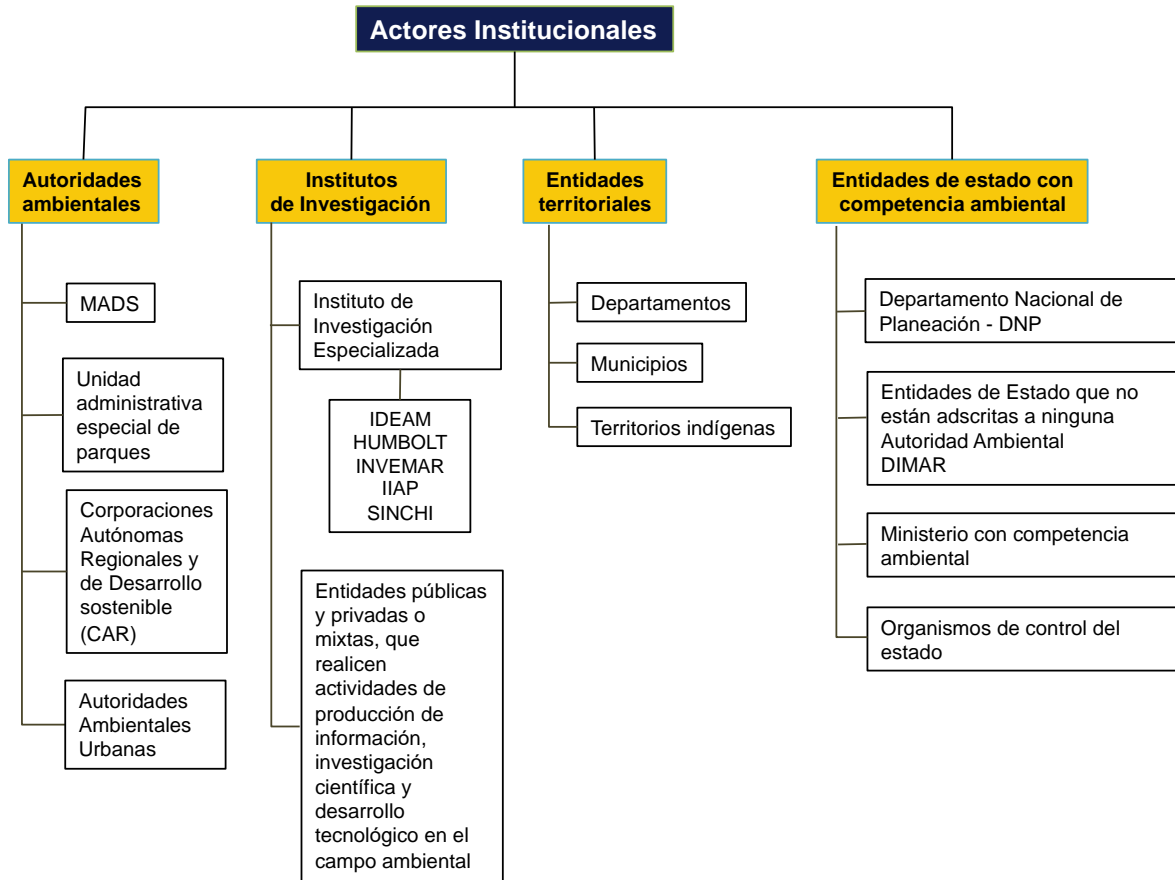 Actores Institucionales
Autoridades
ambientales
MADS
Unidad
administrativa
especial de
parques
Corporaciones
Autónomas
Regionales y
de Desarrollo
sostenible
(CAR)
Autoridades
Ambientales
Urbanas
Institutos
de Investigación
Instituto de
Investigación
Especializada
IDEAM
HUMBOLT
INVEMAR
IIAP
SINCHI
Entidades públicas
y privadas o
mixtas, que
realicen
actividades de
producción de
información,
investigación
científica y
desarrollo
tecnológico en el
campo ambiental
Entidades
territoriales
Departamentos
Municipios
Territorios indígenas
Entidades de estado con
competencia ambiental
Departamento Nacional de
Planeación - DNP
Entidades de Estado que no
están adscritas a ninguna
Autoridad Ambiental
DIMAR
Ministerio con competencia
ambiental
Organismos de control del
estado